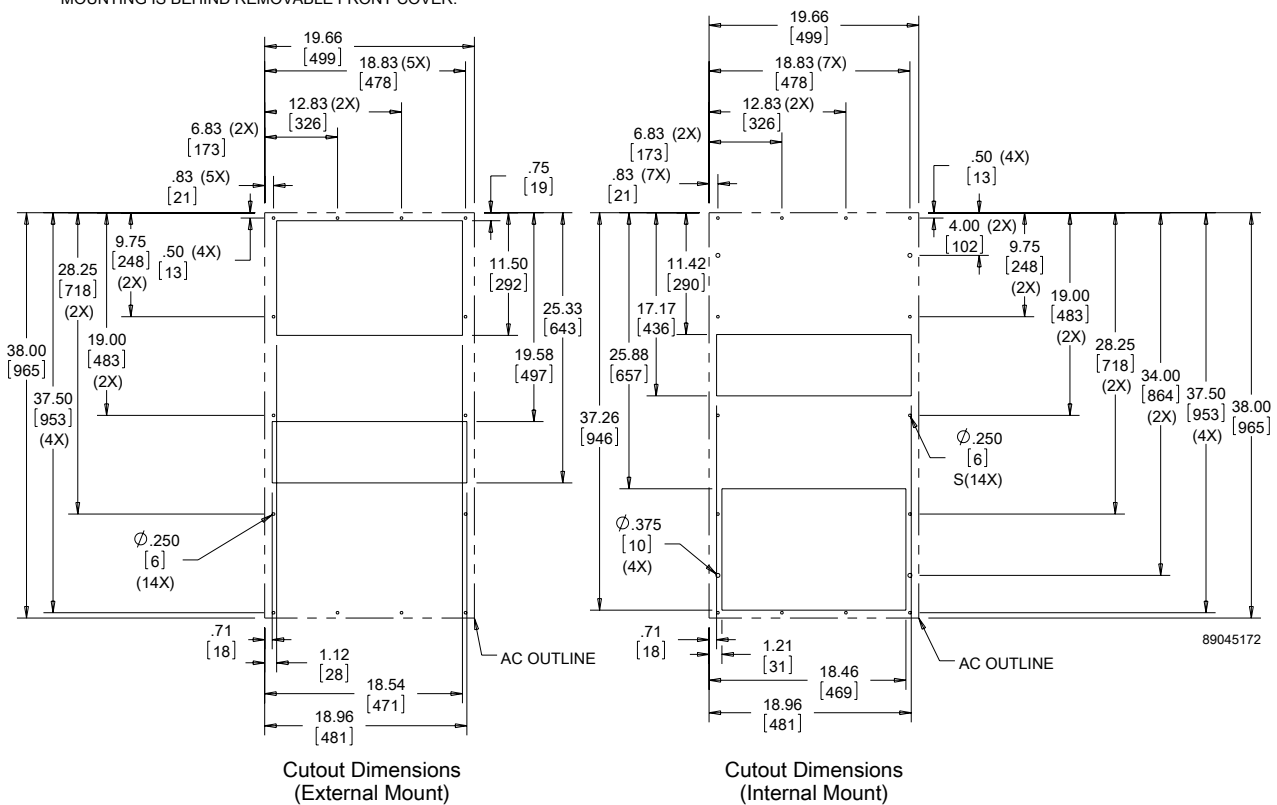 MOUNTING IS BEHIND REMOVABLE FRONT COVER.
19.66
[499]
18.83 (5X)
[478]
12.83 (2X)
[326]
6.83 (2X)
[173]
.83 (5X)
[21]
.75
[19]
9.75
[248]
(2X)
.50 (4X)
[13]
28.25
[718]
(2X)
11.50
[292]
25.33
[643]
38.00
[965]
19.00
[483]
(2X)
19.58
[497]
37.50
[953]
(4X)
Ø.250
[6]
(14X)
.71
[18]
1.12
[28]
AC OUTLINE
18.54
[471]
18.96
[481]
Cutout Dimensions
(External Mount)
19.66
[499]
18.83 (7X)
[478]
12.83 (2X)
[326]
6.83 (2X)
[173]
.83 (7X)
[21]
.50 (4X)
[13]
4.00 (2X)
[102]
9.75
[248]
(2X)
11.42
[290]
17.17
[436]
19.00
[483]
(2X)
25.88
[657]
28.25
[718]
(2X)
34.00
[864]
(2X)
37.50
[953]
(4X)
38.00
[965]
37.26
[946]
Ø.250
[6]
S(14X)
Ø.375
[10]
(4X)
.71
[18]
1.21
[31]
89045172
AC OUTLINE
18.46
[469]
18.96
[481]
Cutout Dimensions
(Internal Mount)